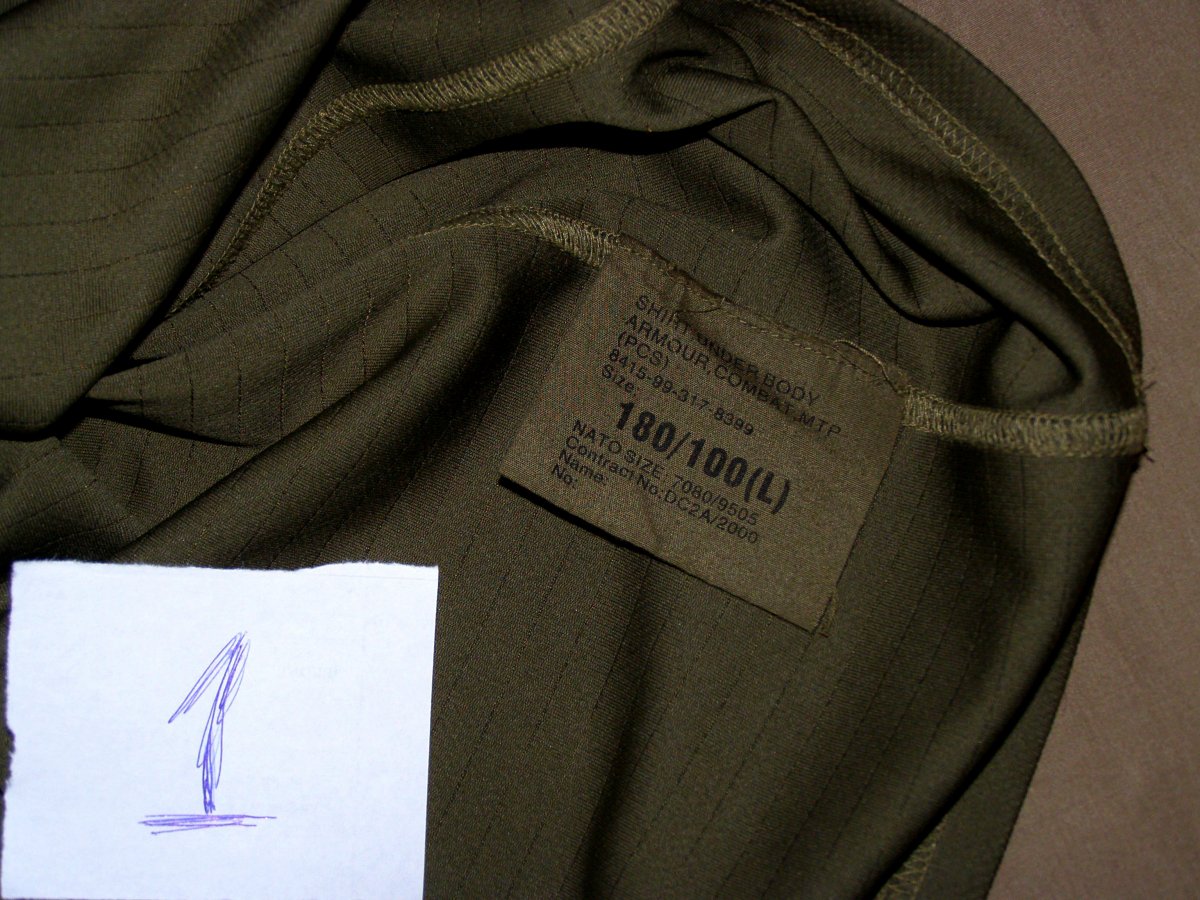 SHIRT, UNDER BODY
ARMOUR, COMBAT, MTP
(PCS)
8415-99-317-8399
Size:
180/100(L)
NATO SIZE: 7080/9505
Contract No: DC2A/2000
Name:
No:
1